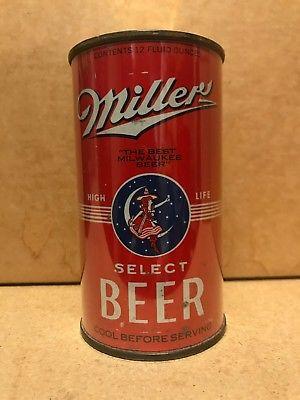 CONTENTS 12 FLUID OUNCES
Miller
"THE BEST
MILWAUKEE
BEER"
HIGH LIFE
SELECT
BEER
COOL BEFORE SERVING